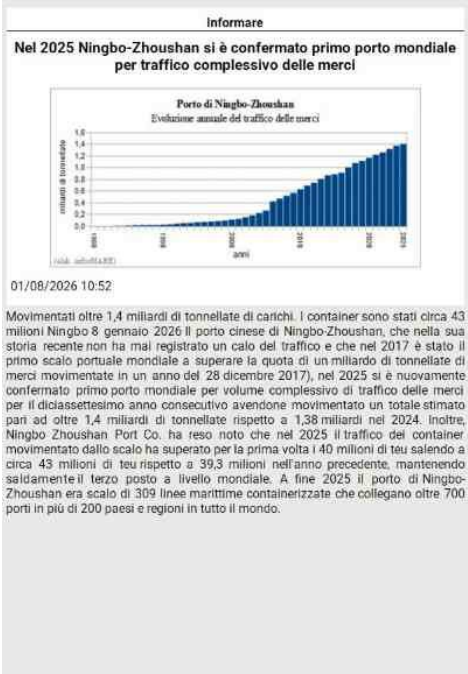 Informare
Nel 2025 Ningbo-Zhoushan si è confermato primo porto mondiale
per traffico complessivo delle merci
Porto di Ningbo-Zhoushan
Evoluzione annuale del traffico delle merci
miliardi di tonnellate
1,6
1,4
1,2
1,0
0,8
0,6
0,4
0,2
0,0
anni
01/08/2026 10:52
Movimentati oltre 1,4 miliardi di tonnellate di carichi. I container sono stati circa 43
milioni Ningbo 8 gennaio 2026 Il porto cinese di Ningbo-Zhoushan, che nella sua
storia recente non ha mai registrato un calo del traffico e che nel 2017 è stato il
primo scalo portuale mondiale a superare la quota di un miliardo di tonnellate di
merci movimentate in un anno del 28 dicembre 2017), nel 2025 si è nuovamente
confermato primo porto mondiale per volume complessivo di traffico delle merci
per il diciassettesimo anno consecutivo avendone movimentato un totale stimato
pari ad oltre 1,4 miliardi di tonnellate rispetto a 1,38 miliardi nel 2024. Inoltre,
Ningbo Zhoushan Port Co. ha reso noto che nel 2025 il traffico dei container
movimentato dallo scalo ha superato per la prima volta i 40 milioni di teu salendo a
circa 43 milioni di teu rispetto a 39,3 milioni nell'anno precedente, mantenendo
saldamente il terzo posto a livello mondiale. A fine 2025 il porto di Ningbo-
Zhoushan era scalo di 309 linee marittime containerizzate che collegano oltre 700
porti in più di 200 paesi e regioni in tutto il mondo.